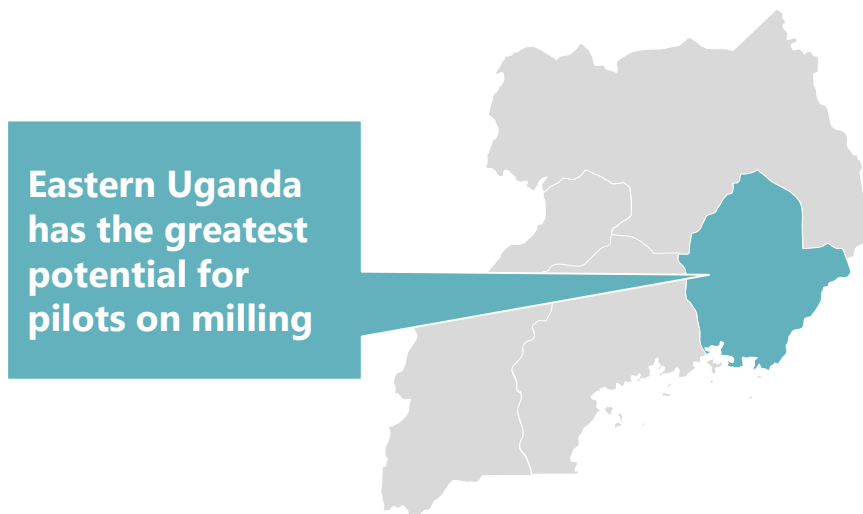 Eastern Uganda
has the greatest
potential for
pilots on milling